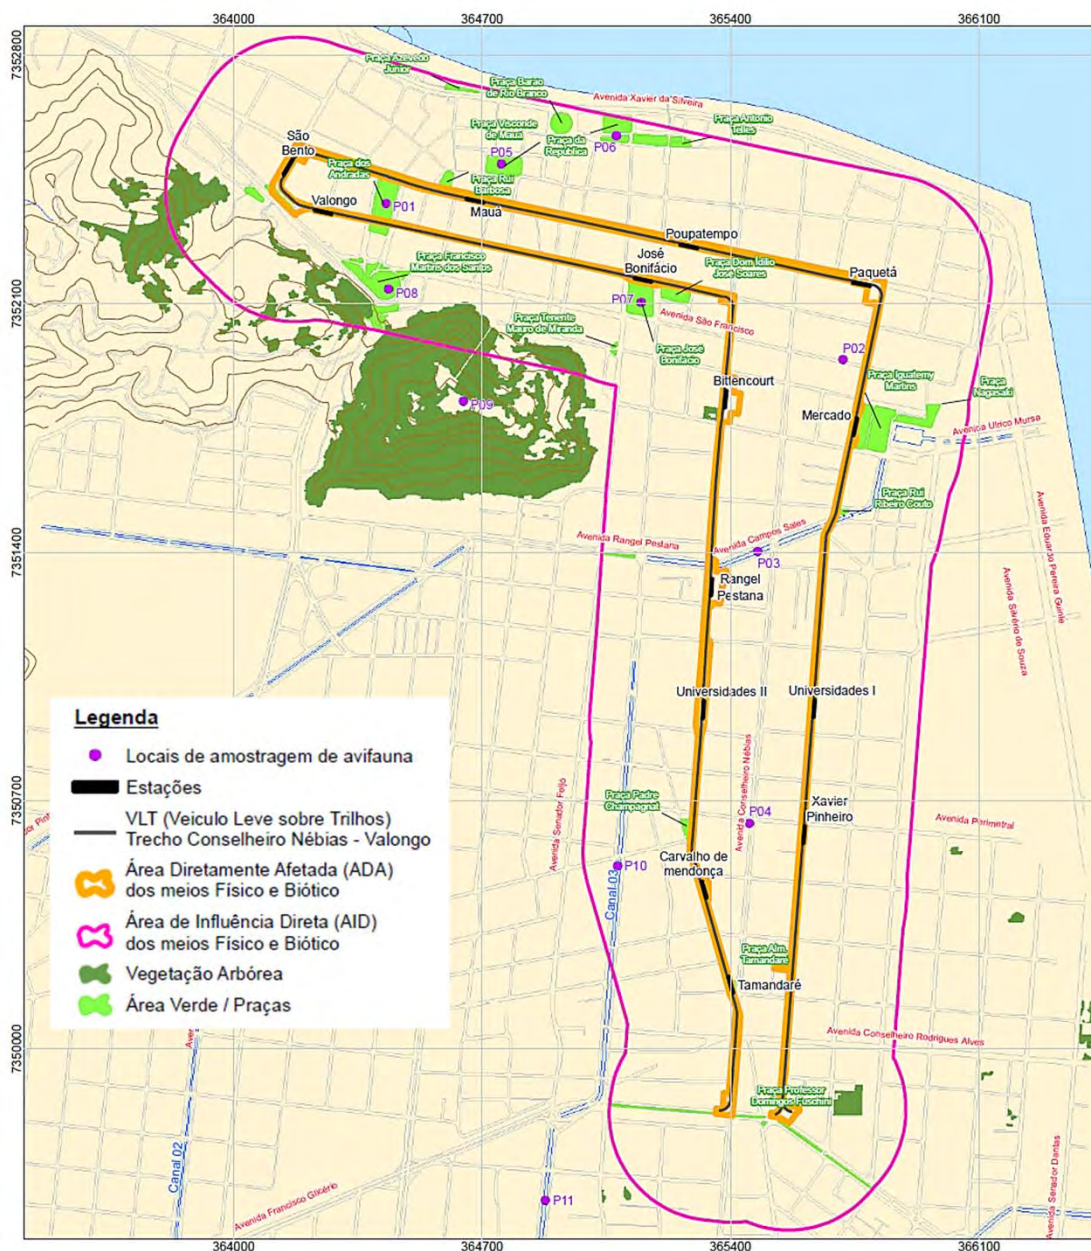 364000
364700
365400
366100
7352800
7352100
7351400
7350700
7350000
Praça Azevedo
Júnior
Praça Barão
de Rio Branco
Avenida Xavier da Silveira
Praça Visconde
de Mauá
Praça da
República
Praça Antonio
Telles
P05
P06
São
Bento
Praça dos
Andradas
Praça Rui
Barbosa
Valongo
P01
Mauá
Poupatempo
José
Bonifácio
Praça Dom Idílio
José Soares
Paquetá
Praça Francisco
Martins dos Santos
P08
P07
Avenida São Francisco
Praça Tenente
Mauro de Miranda
Praça José
Bonifácio
P02
Praça Iguatemy
Martins
Praça
Nagasaki
Bittencourt
P09
Mercado
Avenida Ulrico Mursa
Praça Rui
Ribeiro Couto
Avenida Rangel Pestana
Avenida Campos Sales
P03
Rangel
Pestana
Avenida Eduardo Pereira Guinle
Avenida Silvério de Souza
Universidades II
Universidades I
Avenida Senador Feijó
Avenida Conselheiro Nébias
Praça Padre
Champagnat
P04
Xavier
Pinheiro
Avenida Perimetral
Carvalho de
mendonça
P10
Canal 03
Praça Alm.
Tamandaré
Tamandaré
Avenida Conselheiro Rodrigues Alves
Praça Professor
Domingos Fuschini
Canal 02
Avenida Francisco Glicério
P11
Avenida Senador Dantas
Legenda
Locais de amostragem de avifauna
Estações
VLT (Veiculo Leve sobre Trilhos)
Trecho Conselheiro Nébias - Valongo
Área Diretamente Afetada (ADA)
dos meios Físico e Biótico
Área de Influência Direta (AID)
dos meios Físico e Biótico
Vegetação Arbórea
Área Verde / Praças
364000
364700
365400
366100